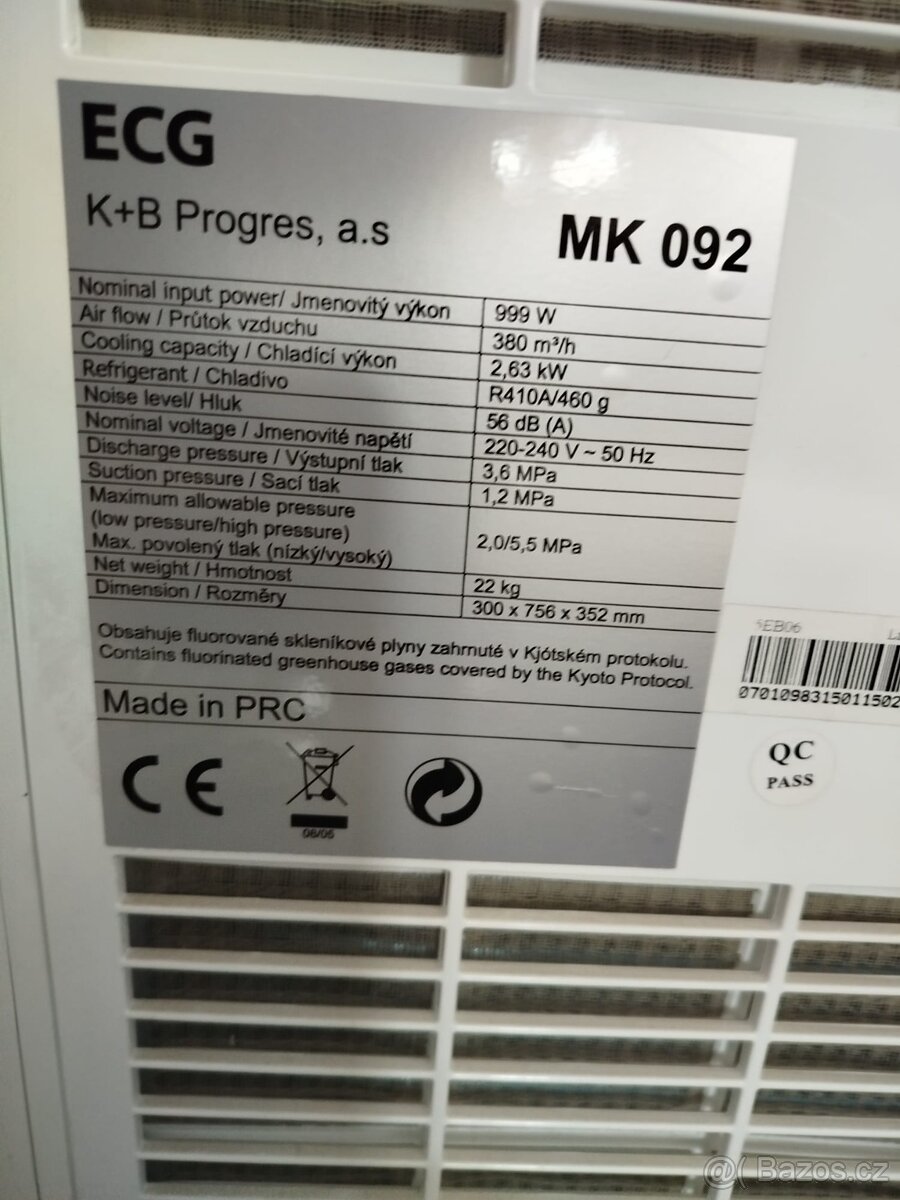 ECG
K+B Progres, a.s
MK 092
Nominal input power/ Jmenovitý výkon 999 W
Air flow / Průtok vzduchu 380 m³/h
Cooling capacity / Chladící výkon 2,63 kW
Refrigerant / Chladivo R410A/460 g
Noise level/ Hluk 56 dB (A)
Nominal voltage / Jmenovité napětí 220-240 V ~ 50 Hz
Discharge pressure / Výstupní tlak 3,6 MPa
Suction pressure / Sací tlak 1,2 MPa
Maximum allowable pressure
(low pressure/high pressure)
Max. povolený tlak (nízký/vysoký) 2,0/5,5 MPa
Net weight / Hmotnost 22 kg
Dimension / Rozměry 300 x 756 x 352 mm
Obsahuje fluorované skleníkové plyny zahrnuté v Kjótském protokolu.
Contains fluorinated greenhouse gases covered by the Kyoto Protocol.
Made in PRC
CE
08/05
5EB06
0701098315011502
QC
PASS
@( Bazos.cz